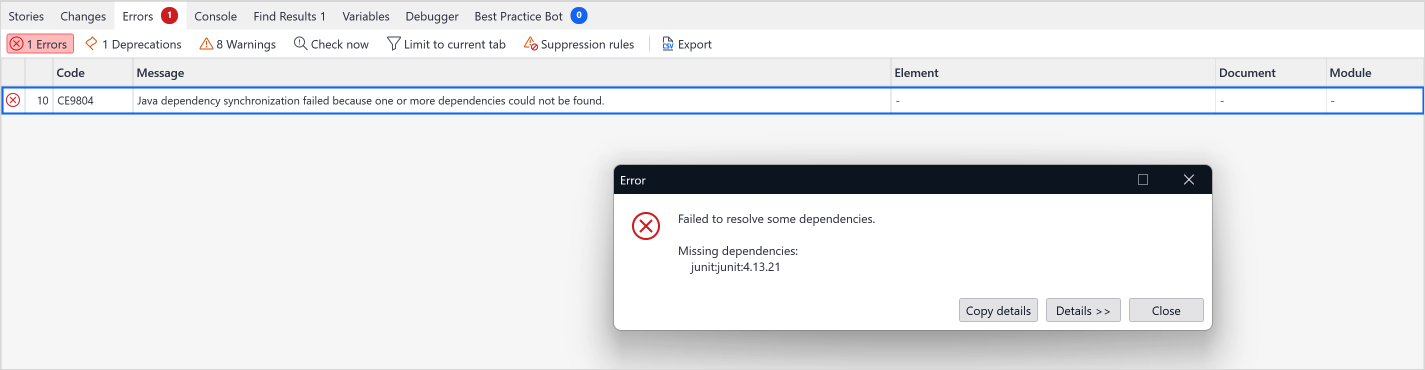 Stories Changes Errors 1 Console Find Results 1 Variables Debugger Best Practice Bot 0
1 Errors 1 Deprecations 8 Warnings Check now Limit to current tab Suppression rules CSV Export
Code Message Element Document Module
10 CE9804 Java dependency synchronization failed because one or more dependencies could not be found. - - -
Error
Failed to resolve some dependencies.
Missing dependencies:
junit:junit:4.13.21
Copy details Details >> Close